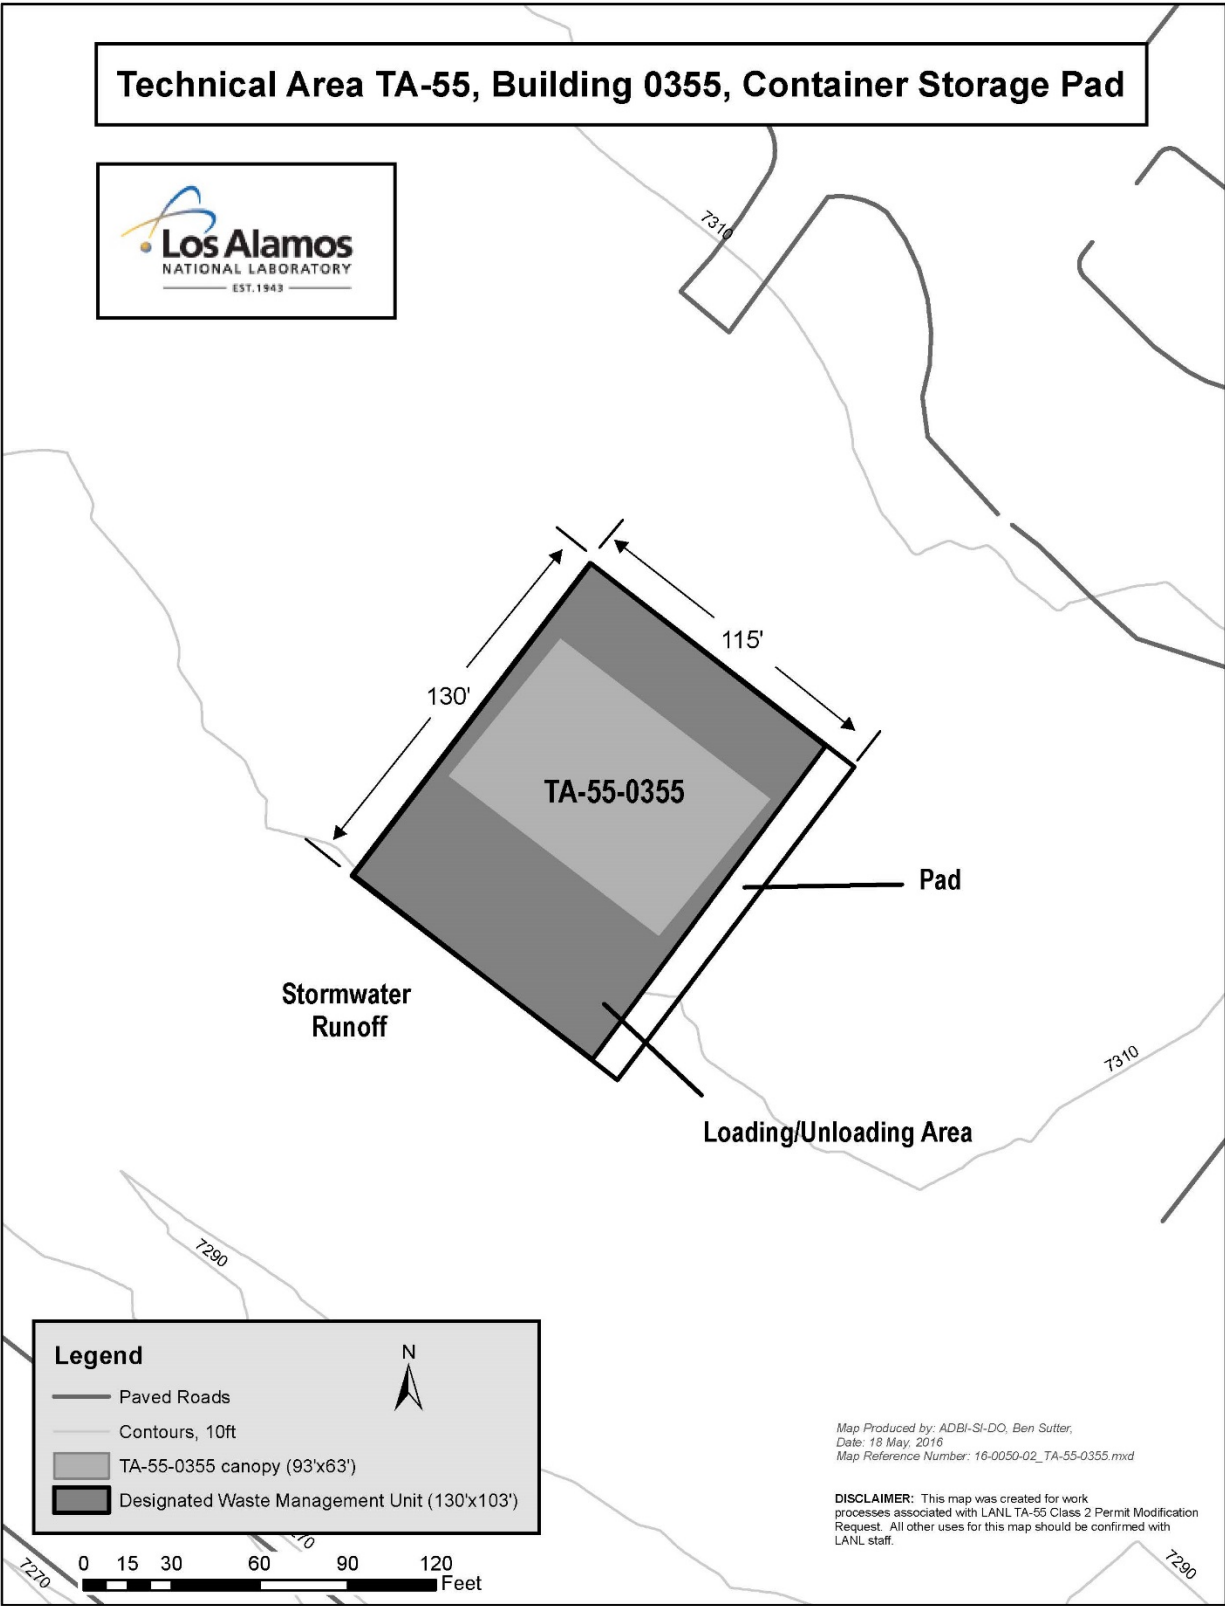 Technical Area TA-55, Building 0355, Container Storage Pad
Los Alamos
NATIONAL LABORATORY
EST.1943
7310
115'
130'
TA-55-0355
Pad
Stormwater
Runoff
7310
Loading/Unloading Area
7290
Legend
N
Paved Roads
Contours, 10ft
TA-55-0355 canopy (93'x63')
Designated Waste Management Unit (130'x103')
Map Produced by: ADBI-SI-DO, Ben Sutter,
Date: 18 May, 2016
Map Reference Number: 16-0050-02_TA-55-0355.mxd
DISCLAIMER: This map was created for work
processes associated with LANL TA-55 Class 2 Permit Modification
Request. All other uses for this map should be confirmed with
LANL staff.
7270
0 15 30 60 90 120
Feet
7290